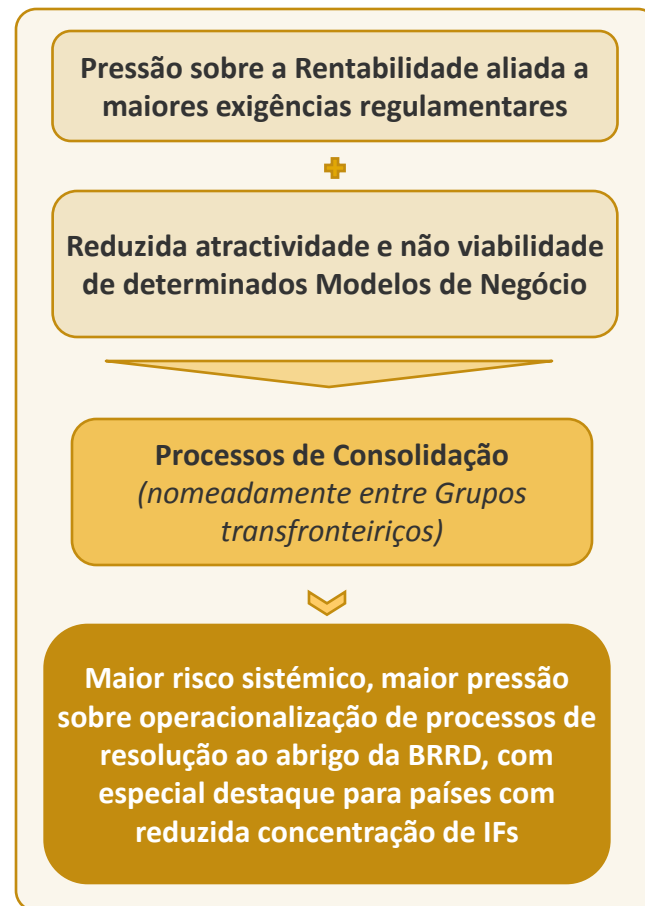 Pressão sobre a Rentabilidade aliada a
maiores exigências regulamentares
Reduzida atractividade e não viabilidade
de determinados Modelos de Negócio
Processos de Consolidação
(nomeadamente entre Grupos
transfronteiriços)
Maior risco sistémico, maior pressão
sobre operacionalização de processos de
resolução ao abrigo da BRRD, com
especial destaque para países com
reduzida concentração de IFs